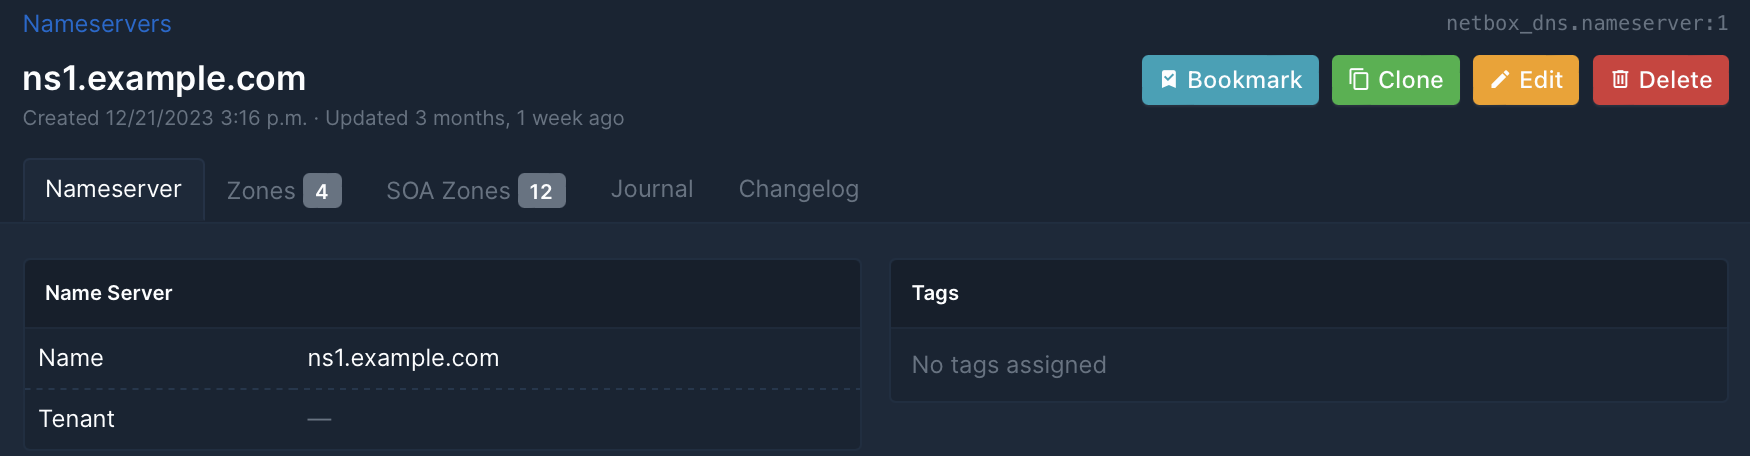 Nameservers
netbox_dns.nameserver:1
ns1.example.com
Bookmark Clone Edit Delete
Created 12/21/2023 3:16 p.m. · Updated 3 months, 1 week ago
Nameserver Zones 4 SOA Zones 12 Journal Changelog
Name Server
Name ns1.example.com
Tenant —
Tags
No tags assigned